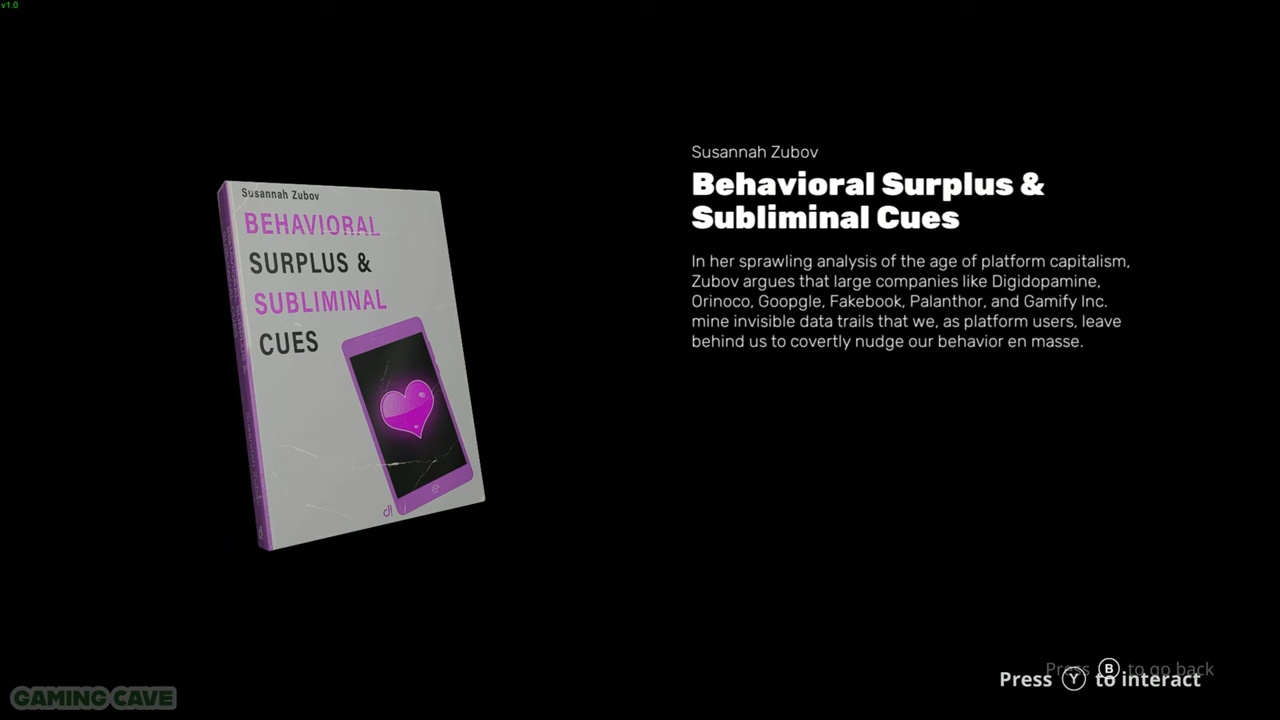 v1.0
Susannah Zubov
BEHAVIORAL
SURPLUS &
SUBLIMINAL
CUES
Susannah Zubov
Behavioral Surplus &
Subliminal Cues
In her sprawling analysis of the age of platform capitalism,
Zubov argues that large companies like Digidopamine,
Orinoco, Goopgle, Fakebook, Palanthor, and Gamify Inc.
mine invisible data trails that we, as platform users, leave
behind us to covertly nudge our behavior en masse.
Press B to go back
Press Y to interact
GAMING CAVE